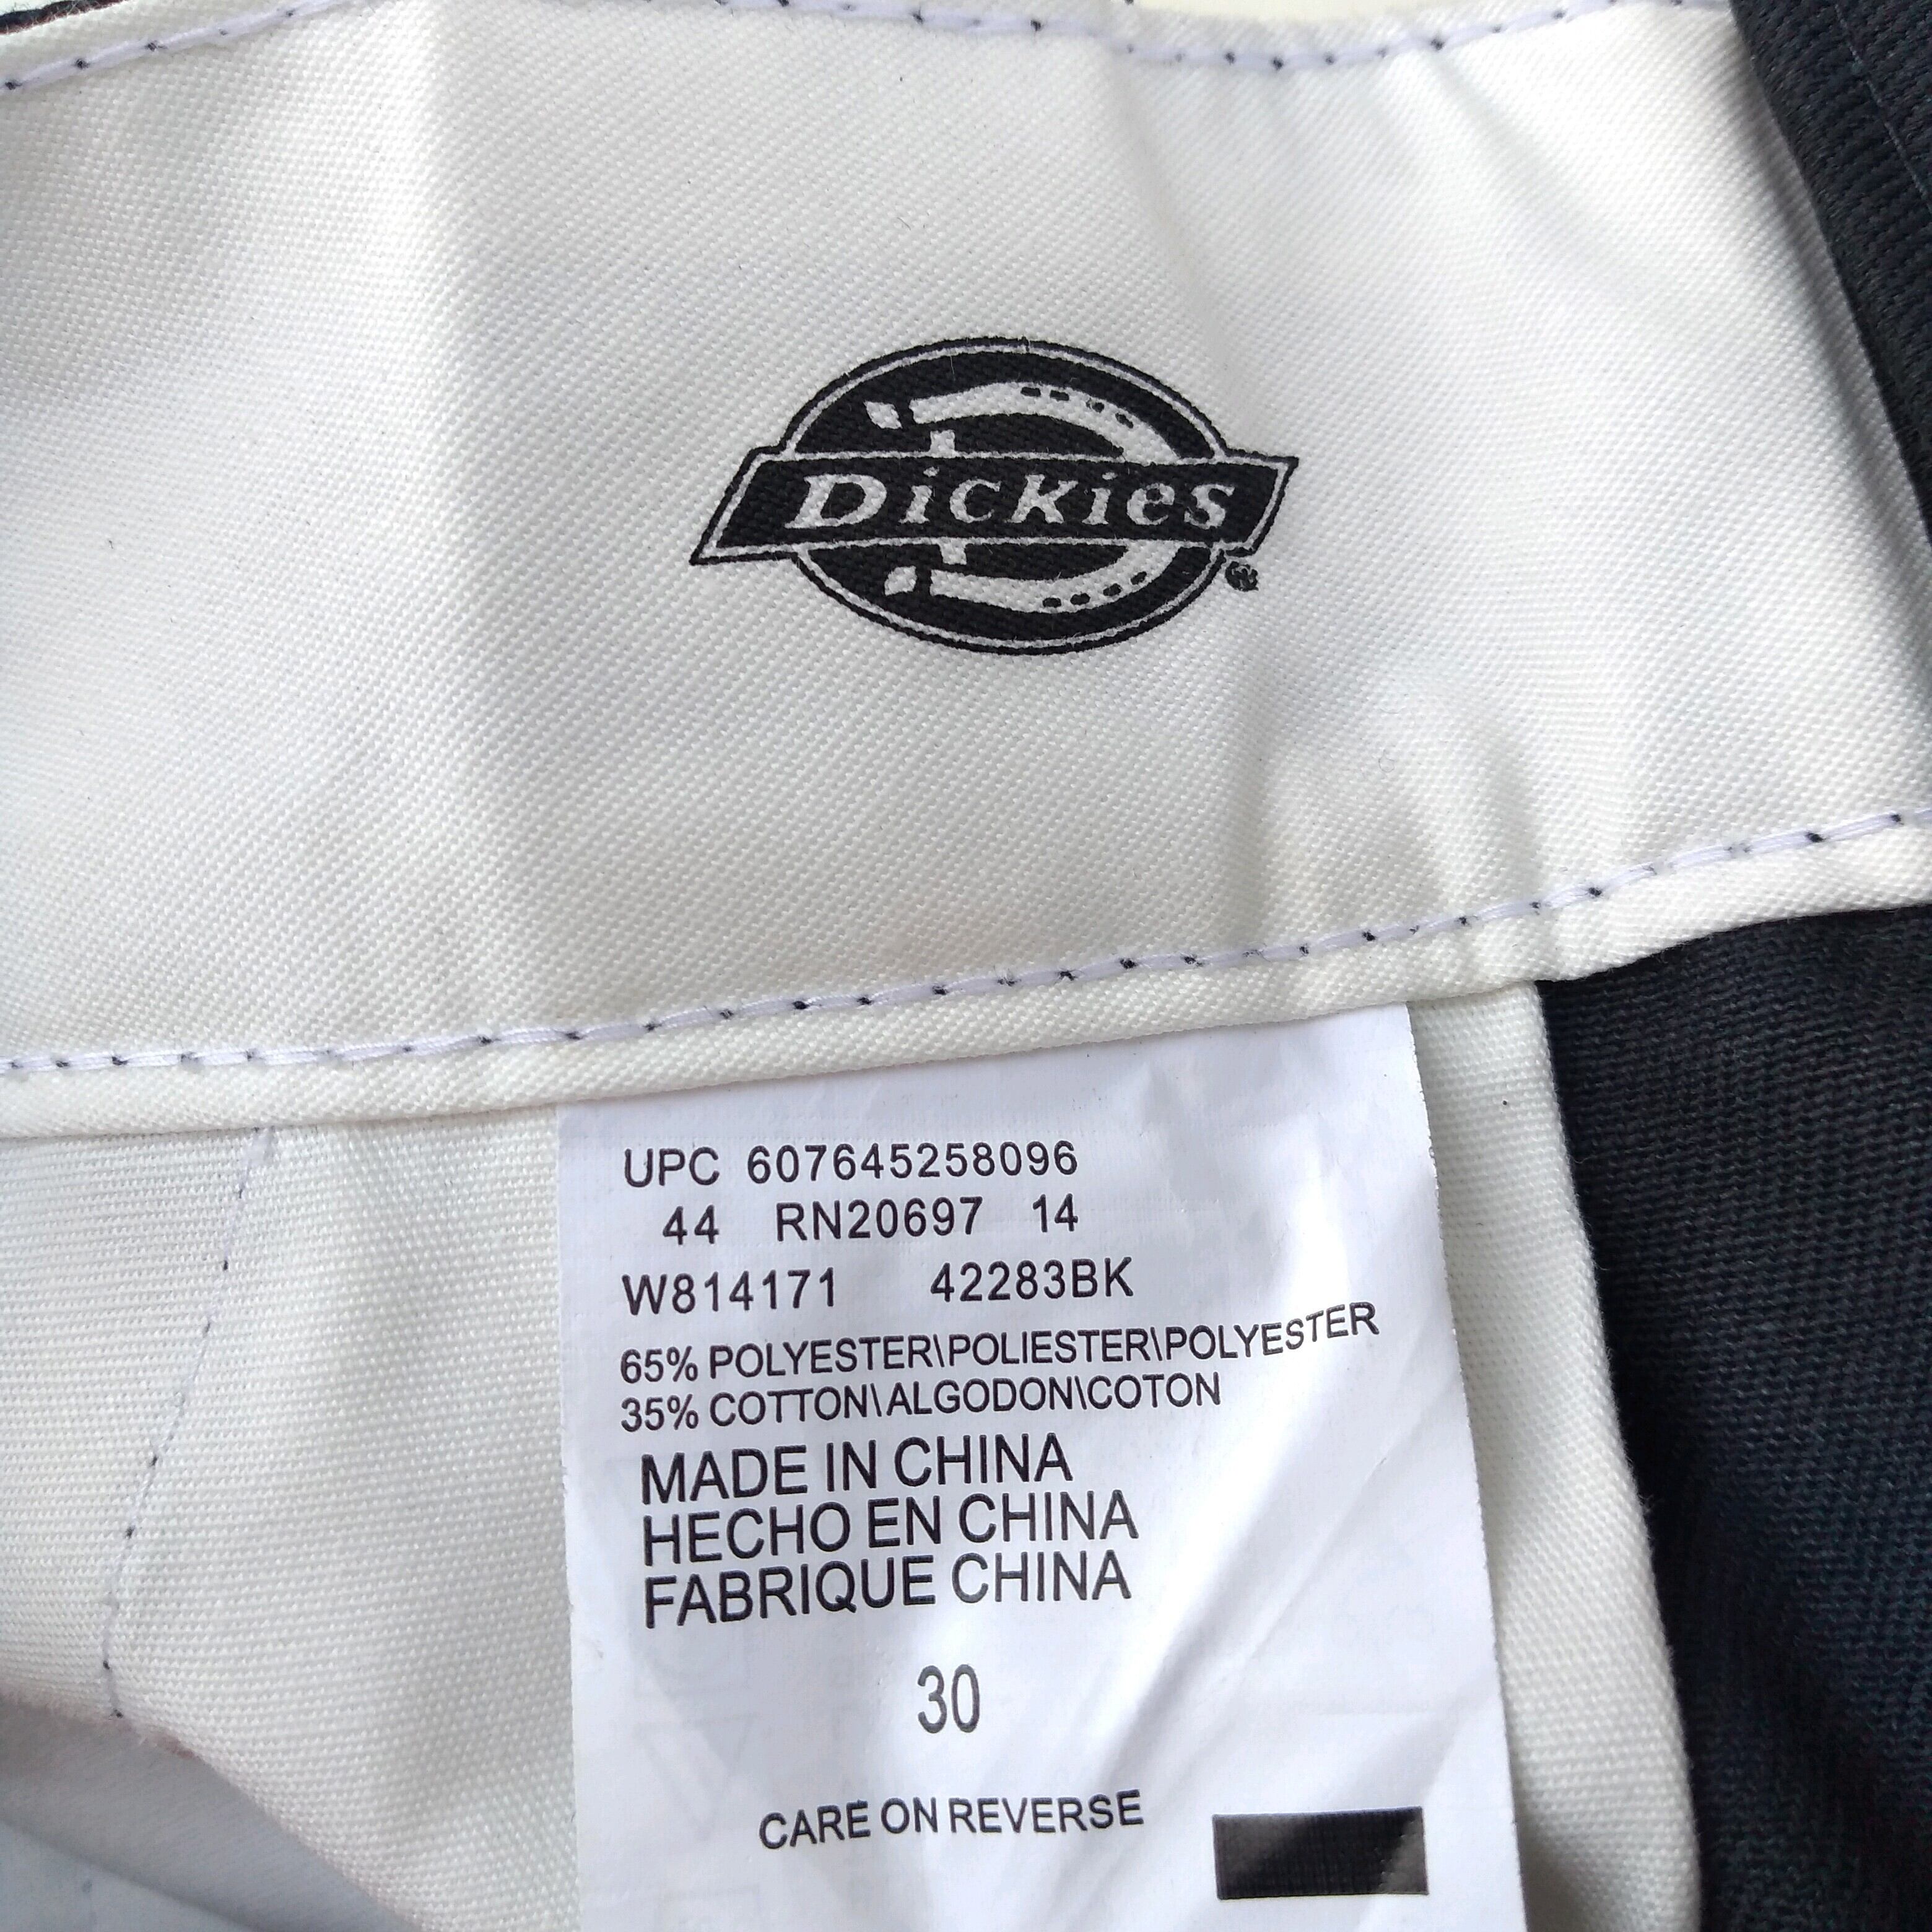 Dickies
UPC 607645258096
44 RN20697 14
W814171 42283BK
65% POLYESTER\POLIESTER\POLYESTER
35% COTTON\ALGODON\COTON
MADE IN CHINA
HECHO EN CHINA
FABRIQUE CHINA
30
CARE ON REVERSE